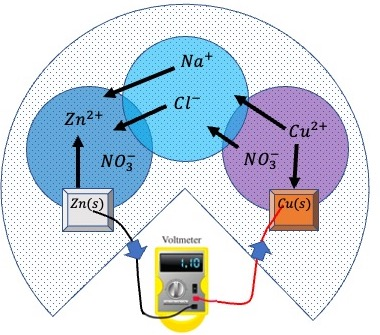 Na⁺
Cl⁻
Zn²⁺
NO₃⁻
Cu²⁺
NO₃⁻
Zn(s)
Cu(s)
Voltmeter
1.10